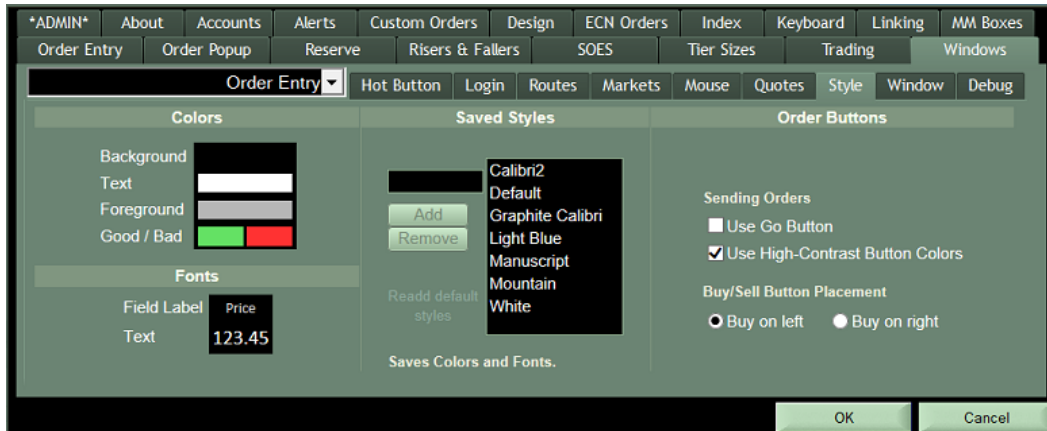 *ADMIN* About Accounts Alerts Custom Orders Design ECN Orders Index Keyboard Linking MM Boxes
Order Entry Order Popup Reserve Risers & Fallers SOES Tier Sizes Trading Windows
Order Entry Hot Button Login Routes Markets Mouse Quotes Style Window Debug
Colors
Background
Text
Foreground
Good / Bad
Fonts
Field Label Price
Text 123.45
Saved Styles
Add
Remove
Readd default
styles
Calibri2
Default
Graphite Calibri
Light Blue
Manuscript
Mountain
White
Saves Colors and Fonts.
Order Buttons
Sending Orders
Use Go Button
Use High-Contrast Button Colors
Buy/Sell Button Placement
Buy on left Buy on right
OK Cancel